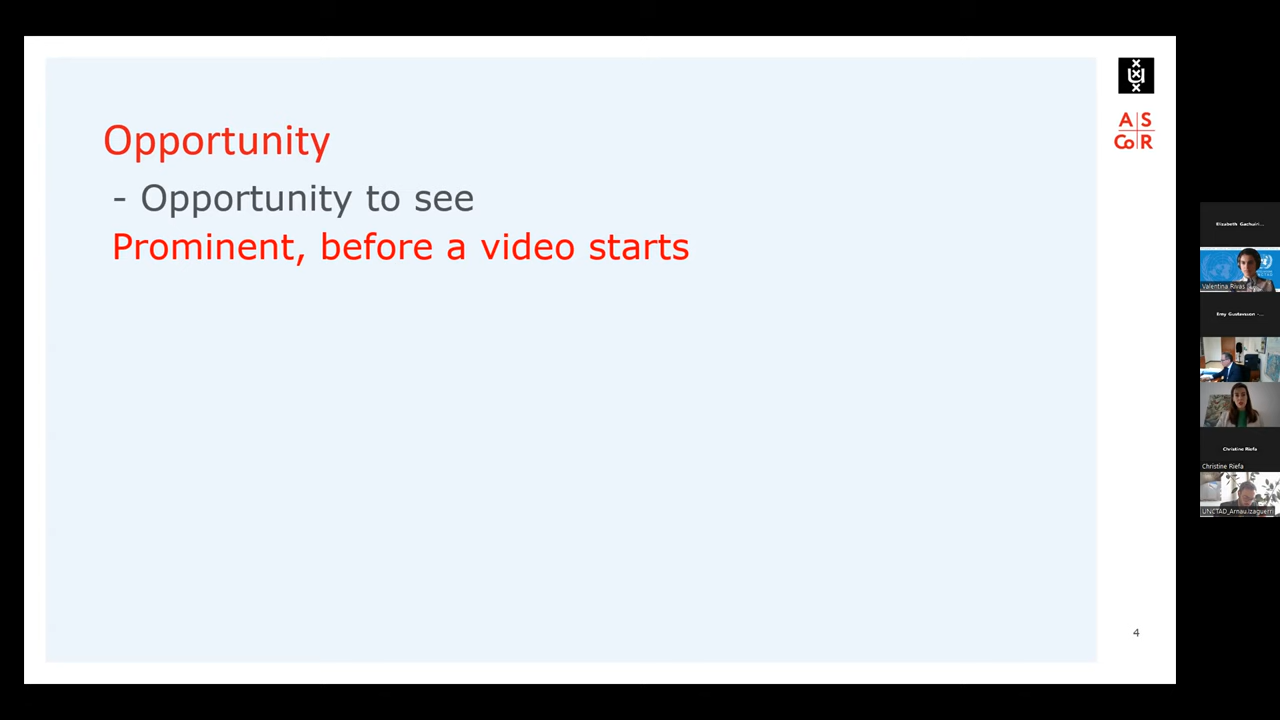 Opportunity
- Opportunity to see
Prominent, before a video starts
U
A S
Co R
4
Elizabeth Gachuiri...
Valentina Rivas
Emy Gustavsson -...
Christine Riefa
Christine Riefa
UNCTAD_Arnau.Izaguerri